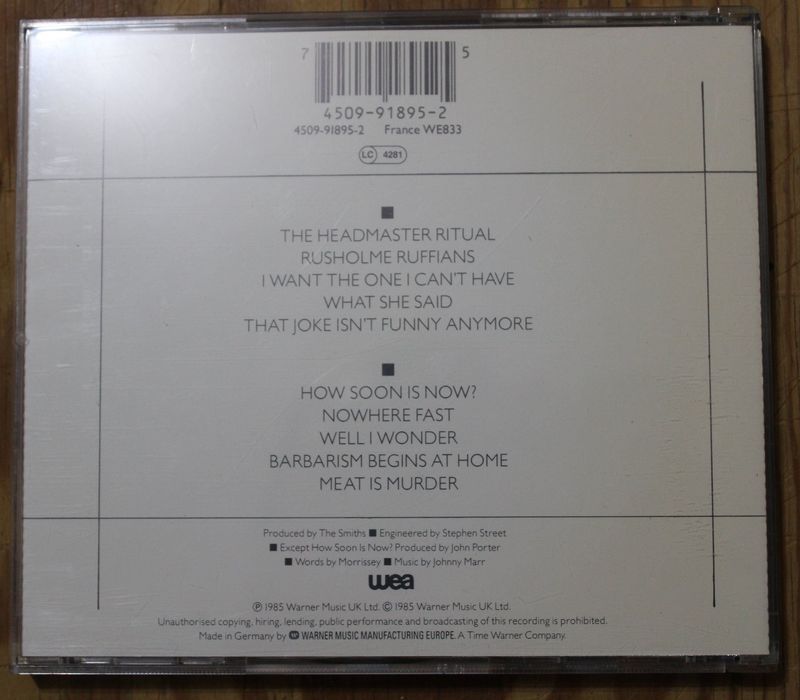 7 5
4509-91895-2
4509-91895-2 France WE833
LC 4281
■
THE HEADMASTER RITUAL
RUSHOLME RUFFIANS
I WANT THE ONE I CAN'T HAVE
WHAT SHE SAID
THAT JOKE ISN'T FUNNY ANYMORE
■
HOW SOON IS NOW?
NOWHERE FAST
WELL I WONDER
BARBARISM BEGINS AT HOME
MEAT IS MURDER
Produced by The Smiths ■ Engineered by Stephen Street
■ Except How Soon Is Now? Produced by John Porter
■ Words by Morrissey ■ Music by Johnny Marr
wea
℗ 1985 Warner Music UK Ltd. © 1985 Warner Music UK Ltd.
Unauthorised copying, hiring, lending, public performance and broadcasting of this recording is prohibited.
Made in Germany by WARNER MUSIC MANUFACTURING EUROPE. A Time Warner Company.